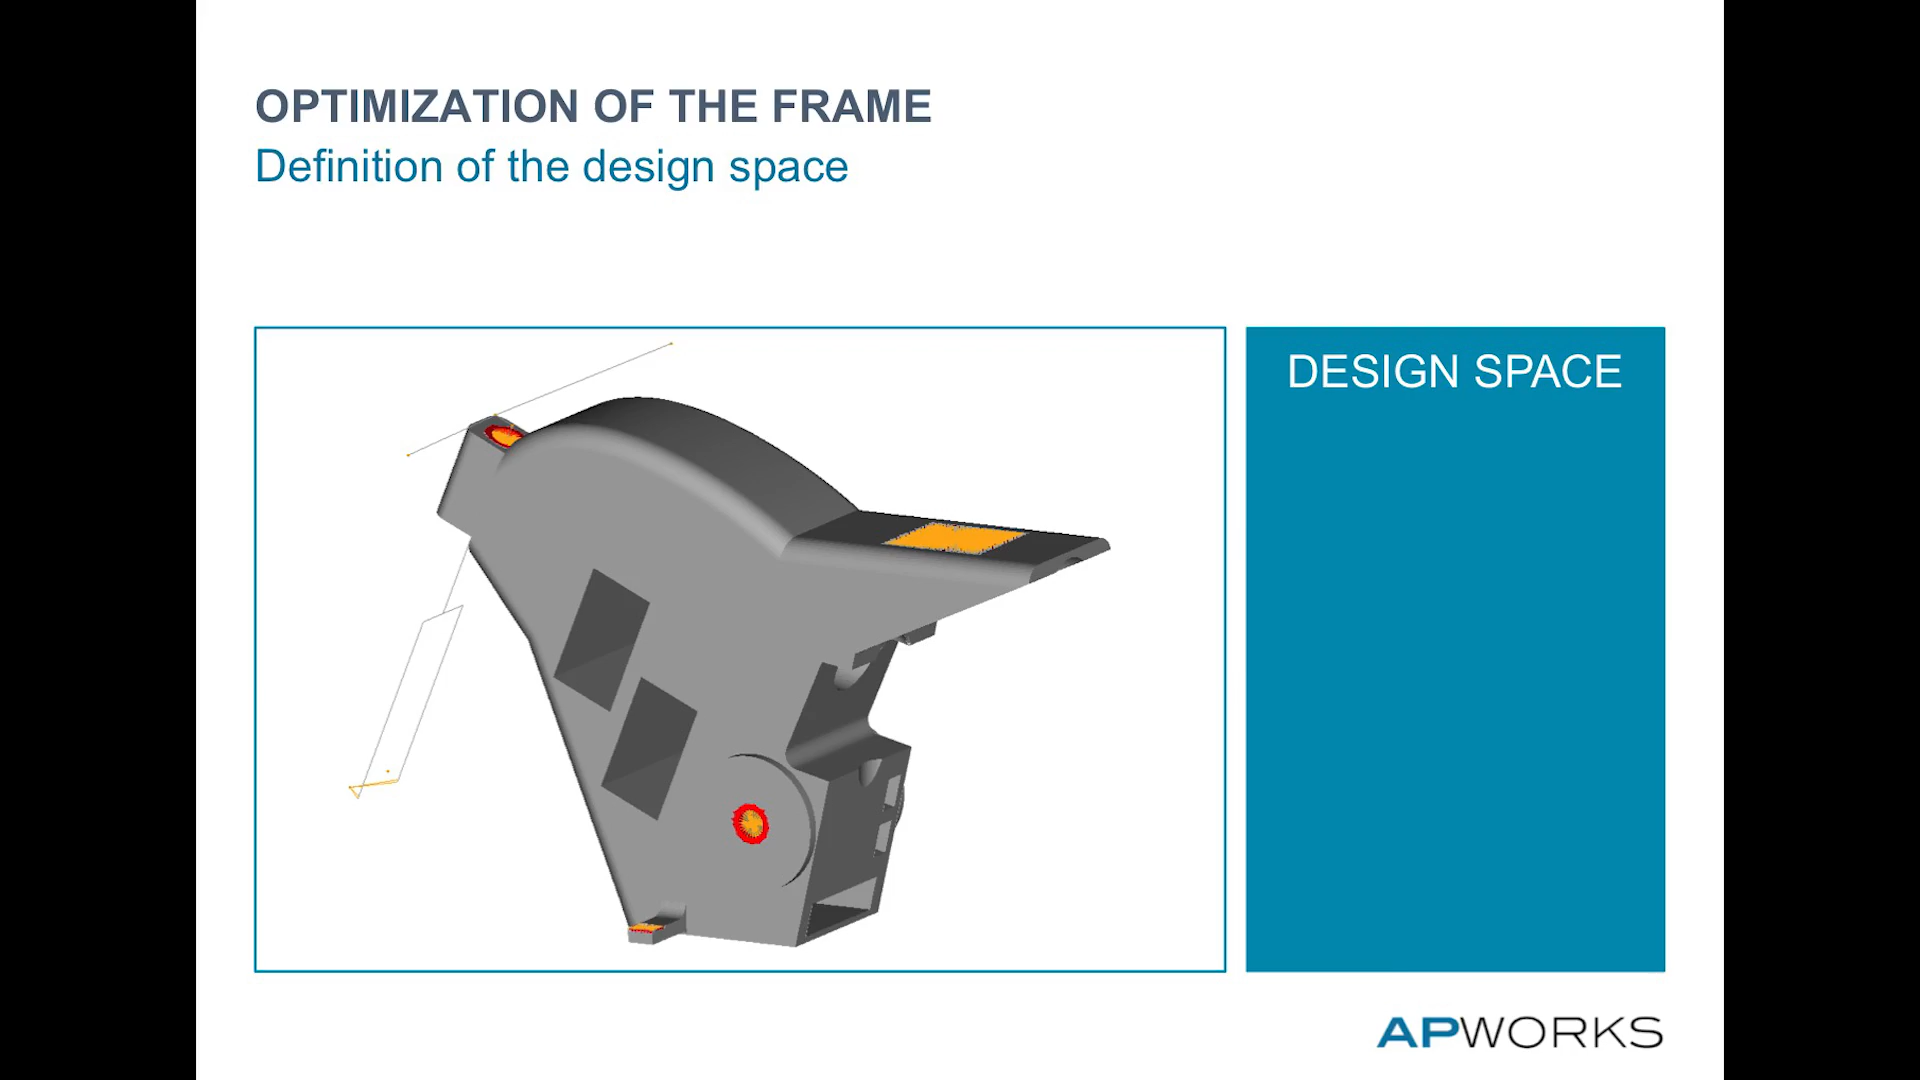 OPTIMIZATION OF THE FRAME
Definition of the design space
DESIGN SPACE
APWORKS